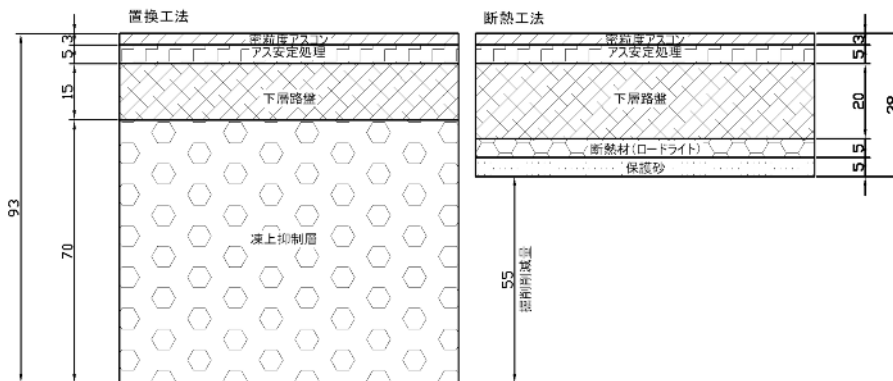 置換工法
密粒度アスコン
アス安定処理
下層路盤
凍上抑制層
3
5
15
70
93
断熱工法
密粒度アスコン
アス安定処理
下層路盤
断熱材(ロードライト)
保護砂
3
5
20
5
5
38
55
掘削削減量